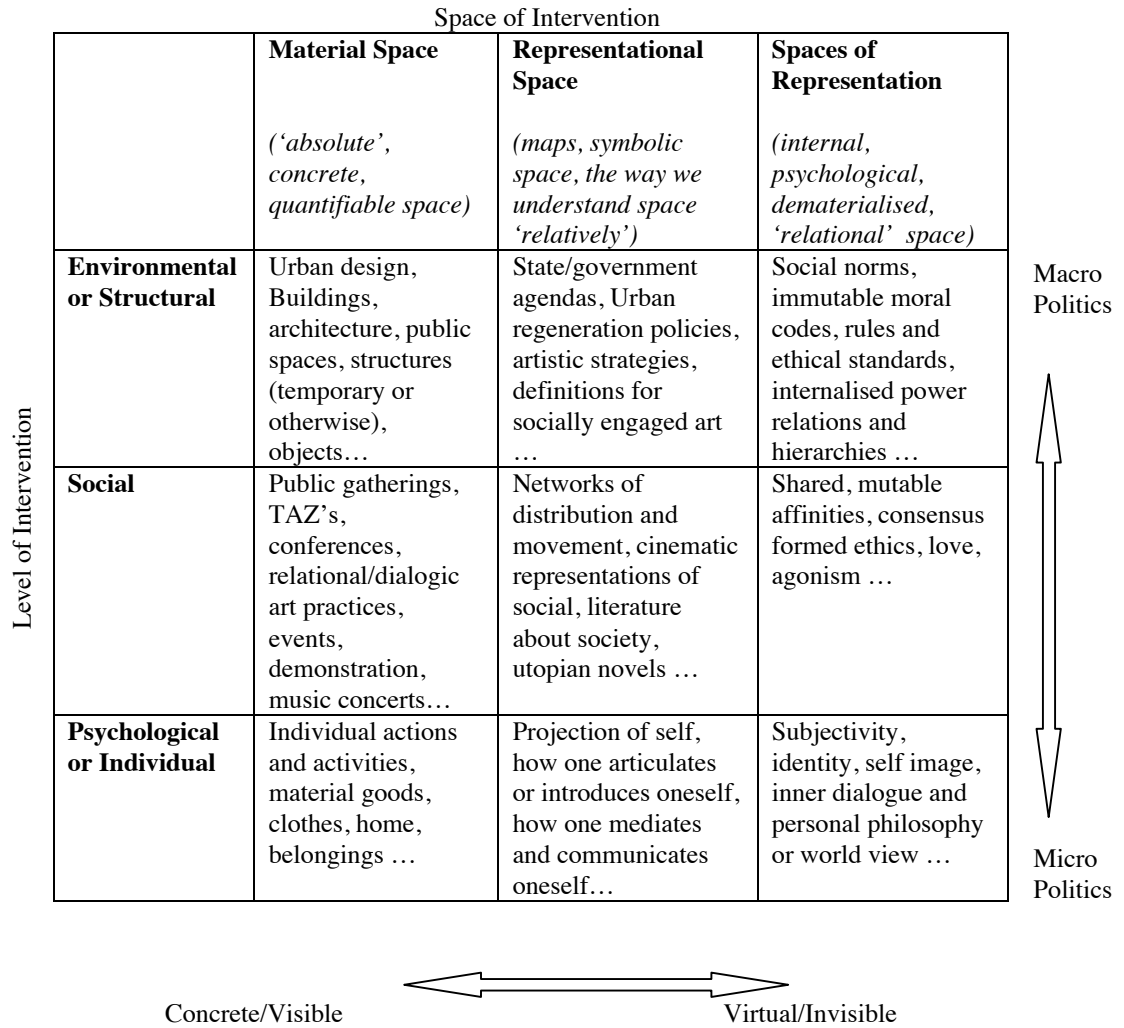 Space of Intervention
Material Space
Representational
Space
Spaces of
Representation
(‘absolute’,
concrete,
quantifiable space)
(maps, symbolic
space, the way we
understand space
‘relatively’)
(internal,
psychological,
dematerialised,
‘relational’ space)
Level of Intervention
Environmental
or Structural
Urban design,
Buildings,
architecture, public
spaces, structures
(temporary or
otherwise),
objects…
State/government
agendas, Urban
regeneration policies,
artistic strategies,
definitions for
socially engaged art
…
Social norms,
immutable moral
codes, rules and
ethical standards,
internalised power
relations and
hierarchies …
Macro
Politics
Social
Public gatherings,
TAZ’s,
conferences,
relational/dialogic
art practices,
events,
demonstration,
music concerts…
Networks of
distribution and
movement, cinematic
representations of
social, literature
about society,
utopian novels …
Shared, mutable
affinities, consensus
formed ethics, love,
agonism …
Psychological
or Individual
Individual actions
and activities,
material goods,
clothes, home,
belongings …
Projection of self,
how one articulates
or introduces oneself,
how one mediates
and communicates
oneself…
Subjectivity,
identity, self image,
inner dialogue and
personal philosophy
or world view …
Micro
Politics
Concrete/Visible
Virtual/Invisible